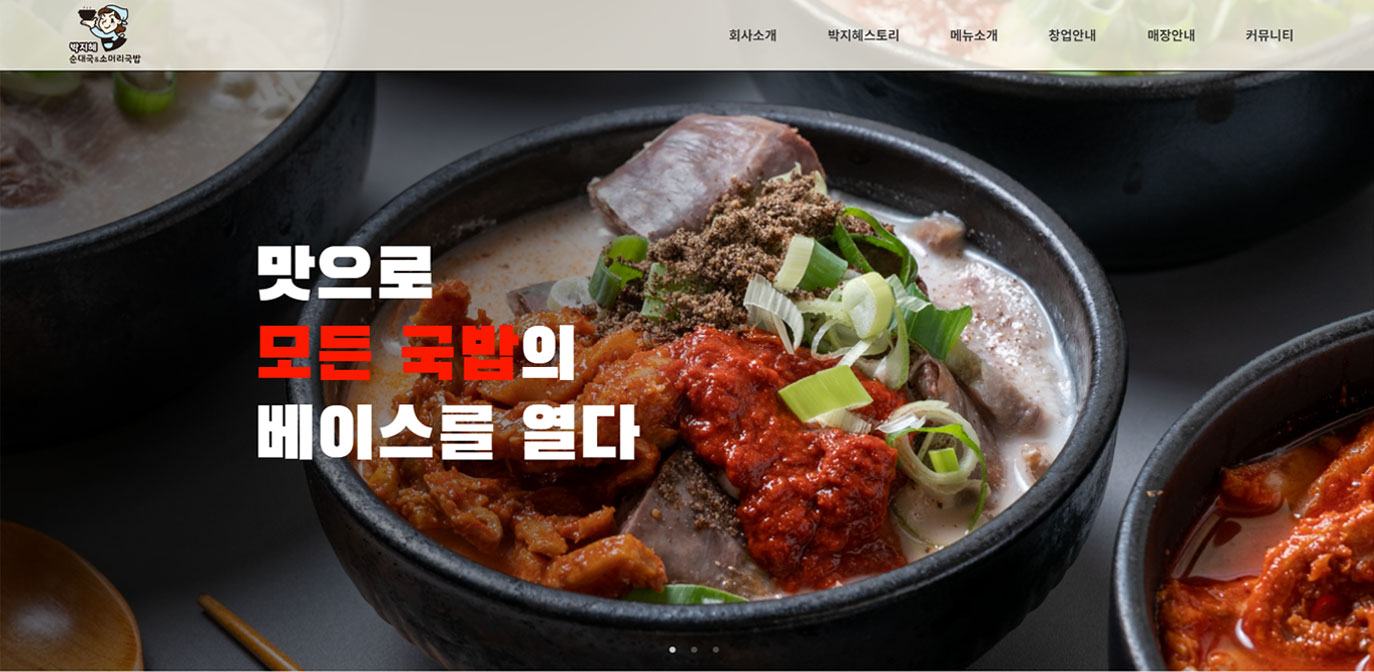 박지혜
순대국&소머리국밥
회사소개 박지혜스토리 메뉴소개 창업안내 매장안내 커뮤니티
맛으로
모든 국밥의
베이스를 열다